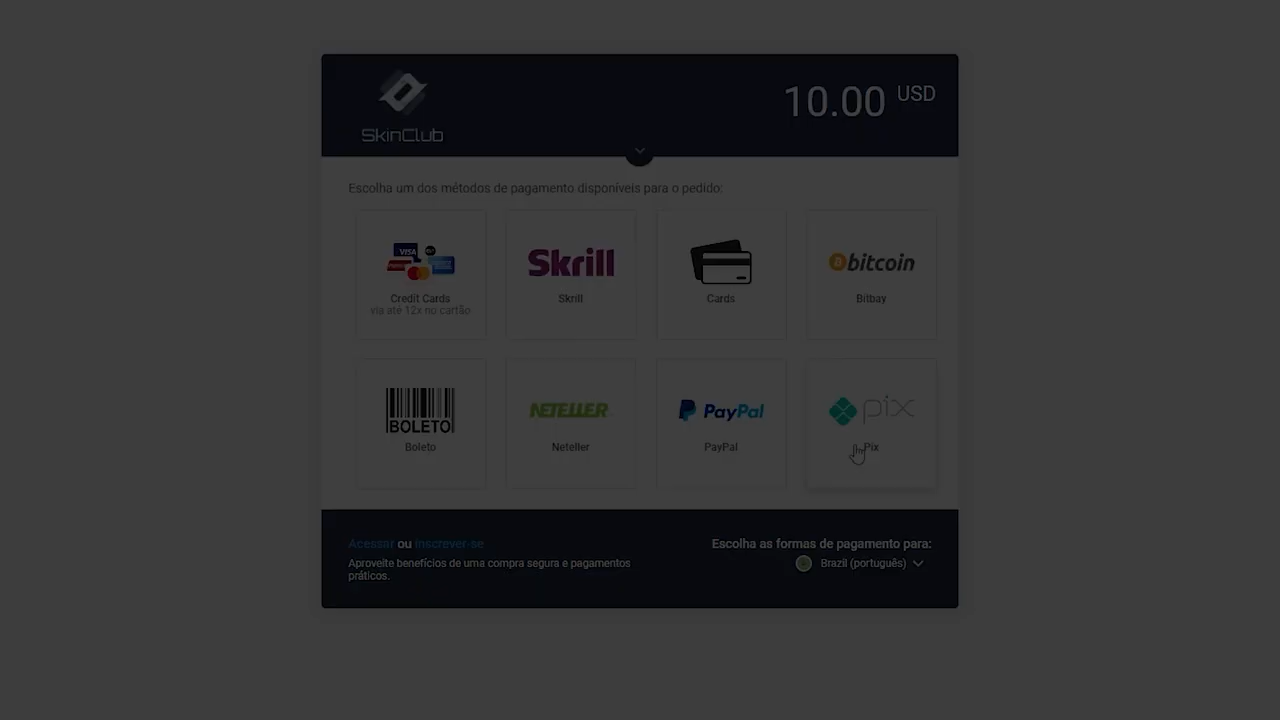 SkinClub
10.00 USD
Escolha um dos métodos de pagamento disponíveis para o pedido:
VISA
Skrill
bitcoin
Credit Cards
via até 12x no cartão
Skrill
Cards
Bitbay
BOLETO
NETELLER
PayPal
pix
Boleto
Neteller
PayPal
Pix
Acessar ou inscrever-se
Aproveite benefícios de uma compra segura e pagamentos
práticos.
Escolha as formas de pagamento para:
Brazil (português)